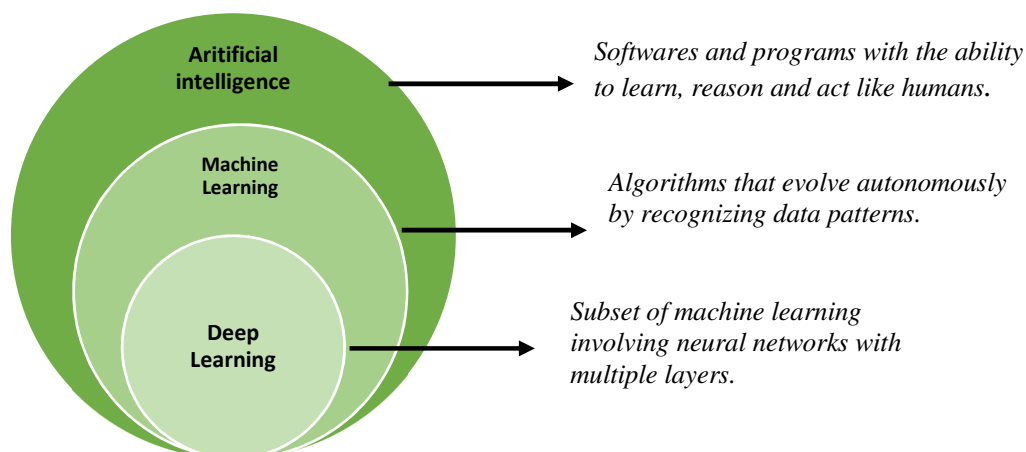 Aritificial
intelligence
Softwares and programs with the ability
to learn, reason and act like humans.
Machine
Learning
Algorithms that evolve autonomously
by recognizing data patterns.
Deep
Learning
Subset of machine learning
involving neural networks with
multiple layers.